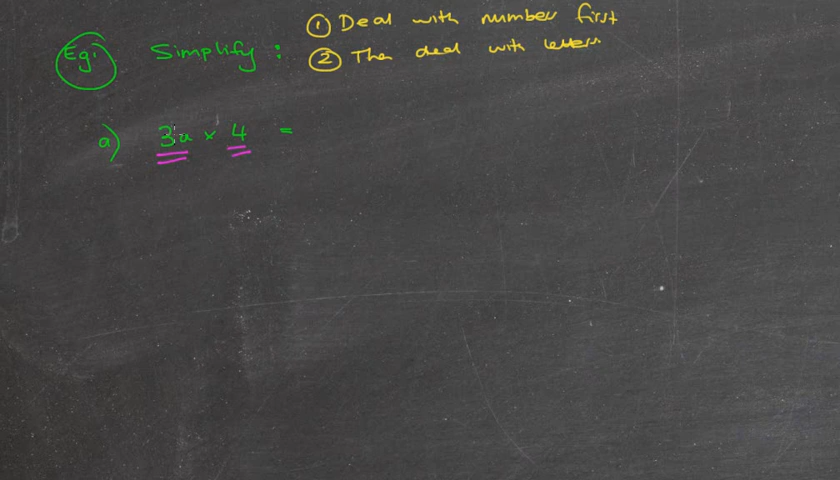 ① Deal with number first
Eg: Simplify :
② Then deal with letters
a) 3a × 4 =